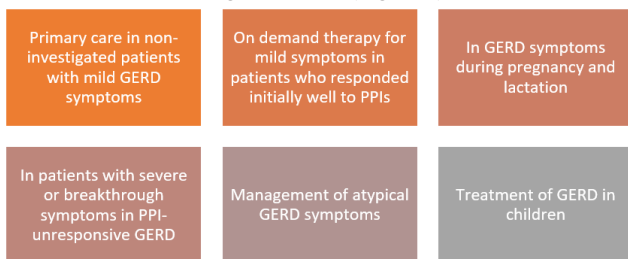 Primary care in non-
investigated patients
with mild GERD
symptoms
On demand therapy for
mild symptoms in
patients who responded
initially well to PPIs
In GERD symptoms
during pregnancy and
lactation
In patients with severe
or breakthrough
symptoms in PPI-
unresponsive GERD
Management of atypical
GERD symptoms
Treatment of GERD in
children